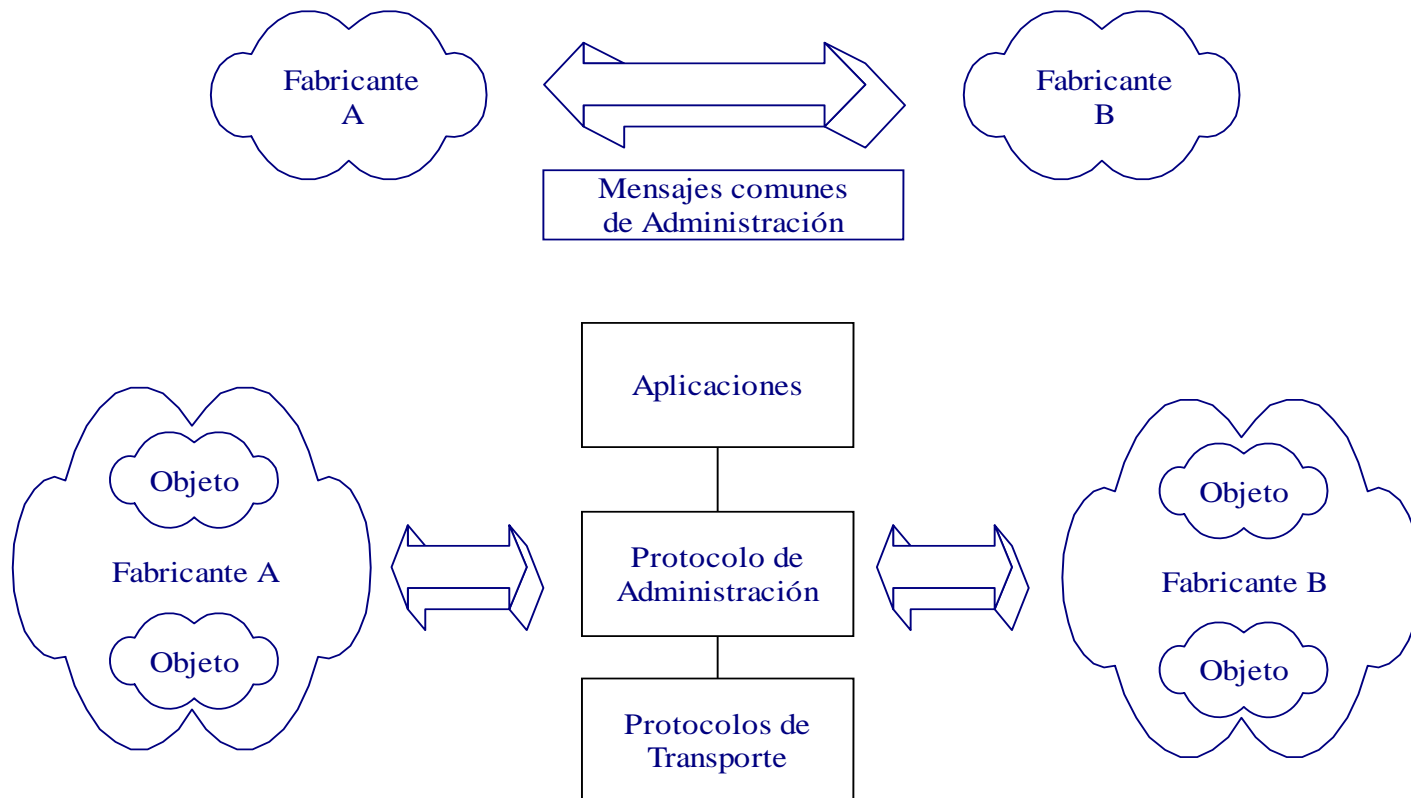 Fabricante
A
Fabricante
B
Mensajes comunes
de Administración
Aplicaciones
Objeto
Fabricante A
Objeto
Protocolo de
Administración
Objeto
Fabricante B
Objeto
Protocolos de
Transporte